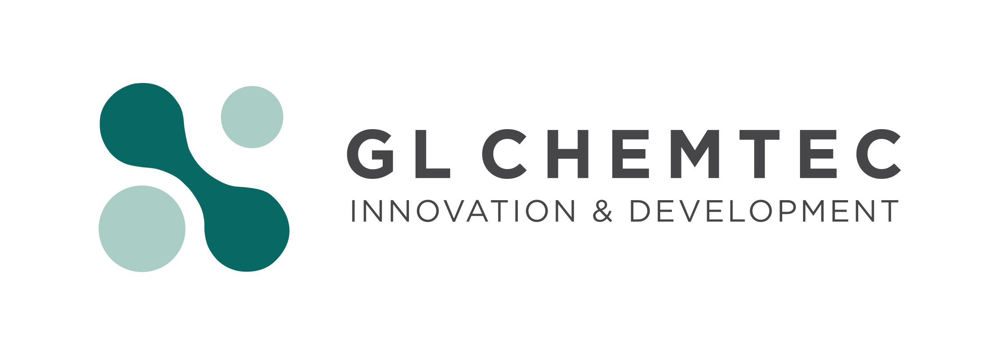 GL CHEMTEC
INNOVATION & DEVELOPMENT